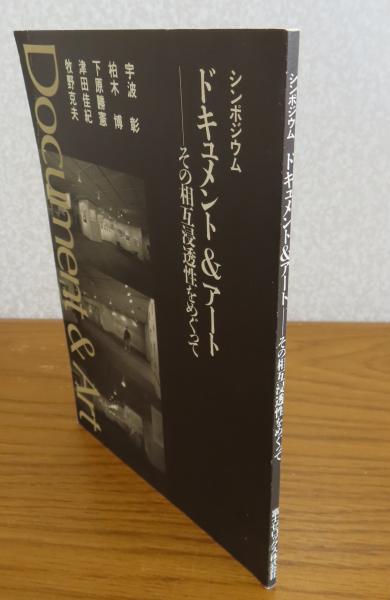 シンポジウム
ドキュメント&アート
——その相互浸透性をめぐって
宇波 彰
柏木 博
下原勝憲
津田佳紀
牧野克夫
Document & Art
シンポジウム ドキュメント&アート——その相互浸透性をめぐって